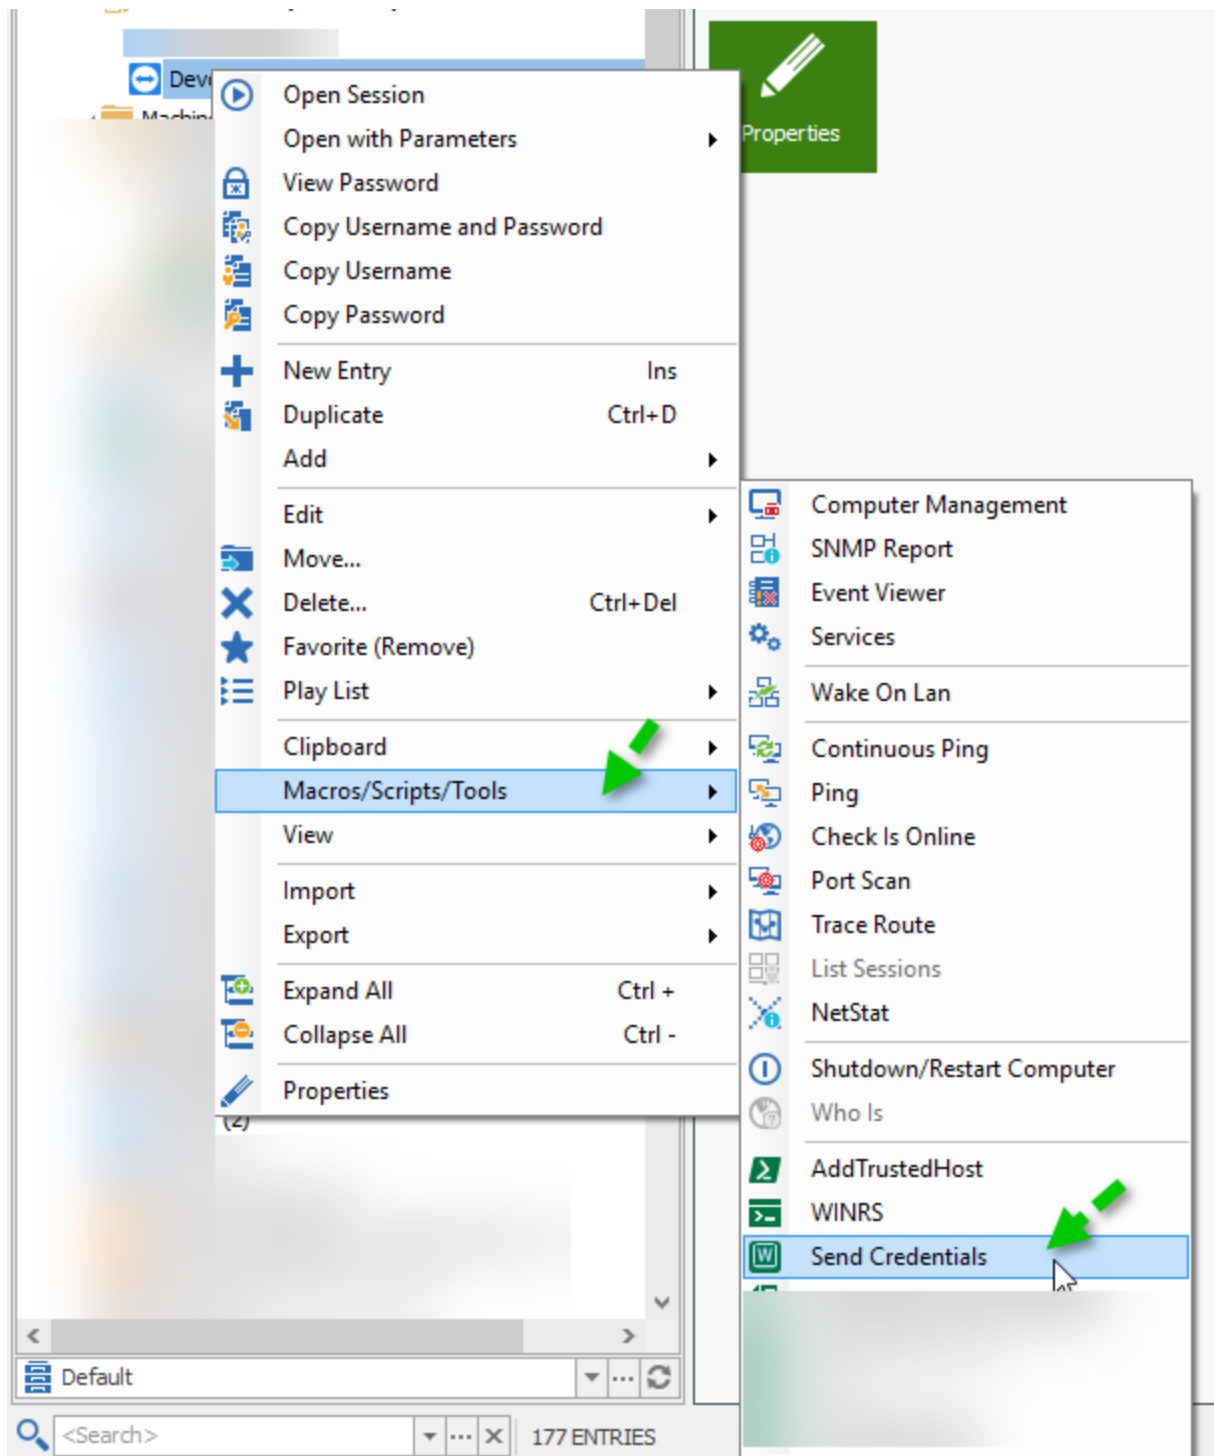 Properties
Open Session
Open with Parameters
View Password
Copy Username and Password
Copy Username
Copy Password
New Entry Ins
Duplicate Ctrl+D
Add
Edit
Move...
Delete... Ctrl+Del
Favorite (Remove)
Play List
Clipboard
Macros/Scripts/Tools
View
Import
Export
Expand All Ctrl +
Collapse All Ctrl -
Properties
(2)
Computer Management
SNMP Report
Event Viewer
Services
Wake On Lan
Continuous Ping
Ping
Check Is Online
Port Scan
Trace Route
List Sessions
NetStat
Shutdown/Restart Computer
Who Is
AddTrustedHost
WINRS
Send Credentials
Default
<Search>
177 ENTRIES